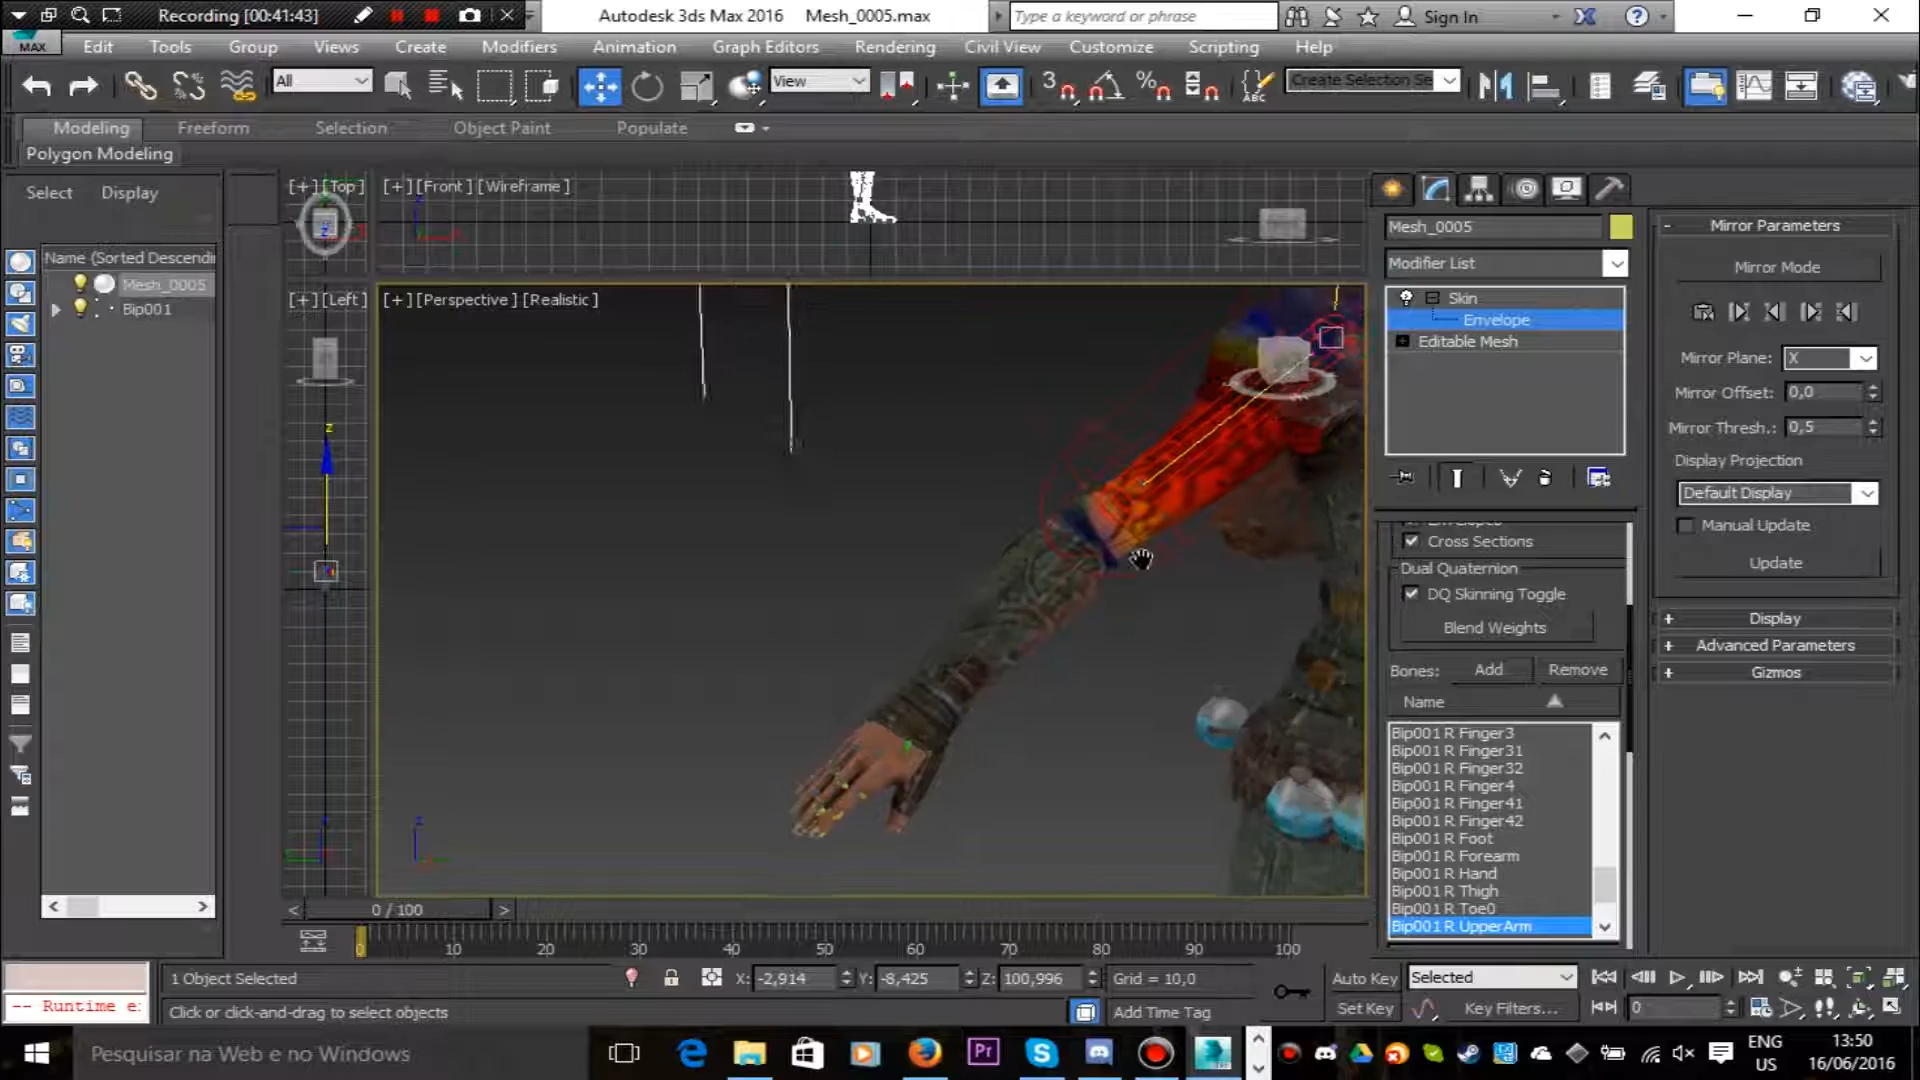 Recording [00:41:43]
Autodesk 3ds Max 2016 Mesh_0005.max
Type a keyword or phrase
Sign In
MAX
Edit Tools Group Views Create Modifiers Animation Graph Editors Rendering Civil View Customize Scripting Help
All
View
3
ABC
Create Selection Se
Modeling Freeform Selection Object Paint Populate
Polygon Modeling
Select Display
Name (Sorted Descendi
Mesh_0005
Bip001
[+] [Top]
[+] [Front] [Wireframe]
[+] [Left]
[+] [Perspective] [Realistic]
Mesh_0005
Modifier List
Skin
Envelope
Editable Mesh
Cross Sections
Dual Quaternion
DQ Skinning Toggle
Blend Weights
Bones: Add Remove
Name
Bip001 R Finger3
Bip001 R Finger31
Bip001 R Finger32
Bip001 R Finger4
Bip001 R Finger41
Bip001 R Finger42
Bip001 R Foot
Bip001 R Forearm
Bip001 R Hand
Bip001 R Thigh
Bip001 R Toe0
Bip001 R UpperArm
- Mirror Parameters
Mirror Mode
Mirror Plane: X
Mirror Offset: 0,0
Mirror Thresh.: 0,5
Display Projection
Default Display
Manual Update
Update
+ Display
+ Advanced Parameters
+ Gizmos
< 0 / 100 >
0 10 20 30 40 50 60 70 80 90 100
1 Object Selected
X: -2,914 Y: -8,425 Z: 100,996 Grid = 10,0
Auto Key Selected
-- Runtime e:
Click or click-and-drag to select objects
Add Time Tag
Set Key Key Filters...
0
Pesquisar na Web e no Windows
Pr
ENG
US
13:50
16/06/2016